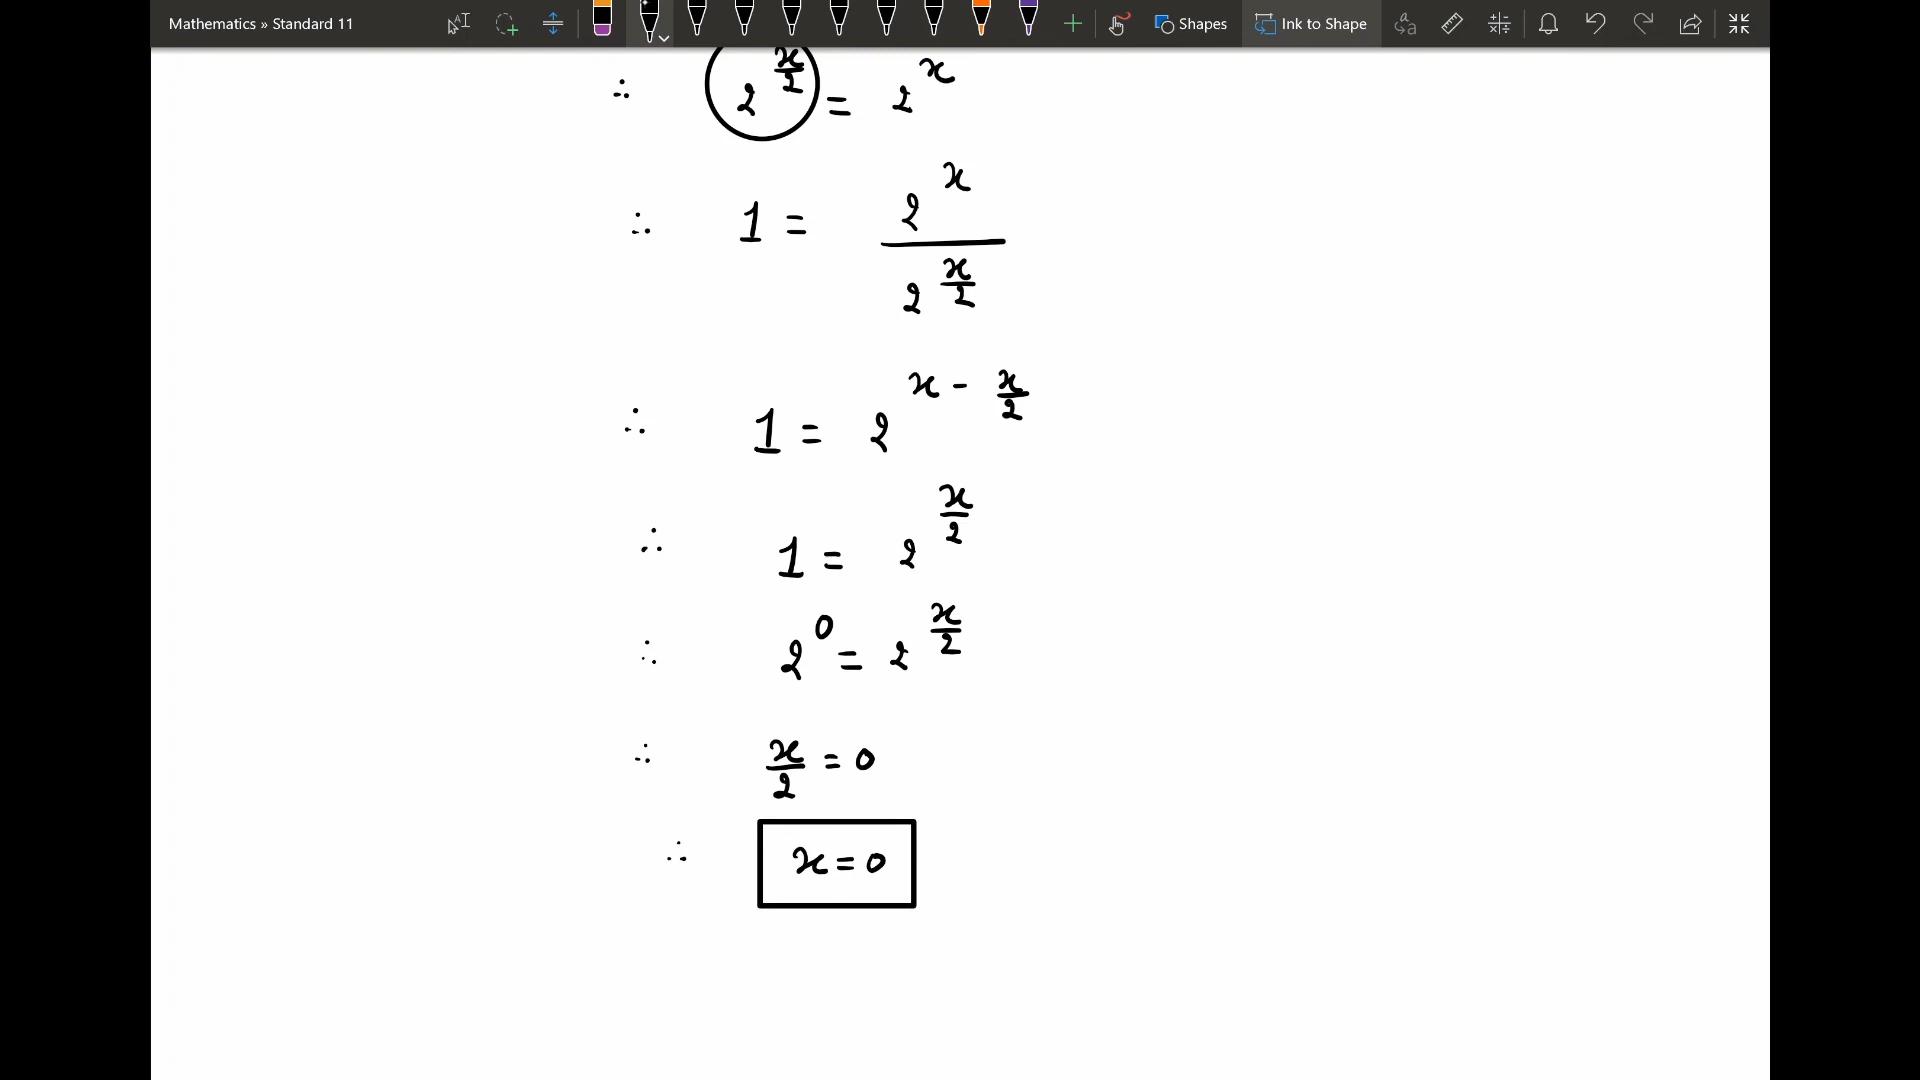 Mathematics » Standard 11
Shapes
Ink to Shape
∴ 2^(x/2) = 2^x
∴ 1 = 2^x / 2^(x/2)
∴ 1 = 2^(x - x/2)
∴ 1 = 2^(x/2)
∴ 2^0 = 2^(x/2)
∴ x/2 = 0
∴ x = 0